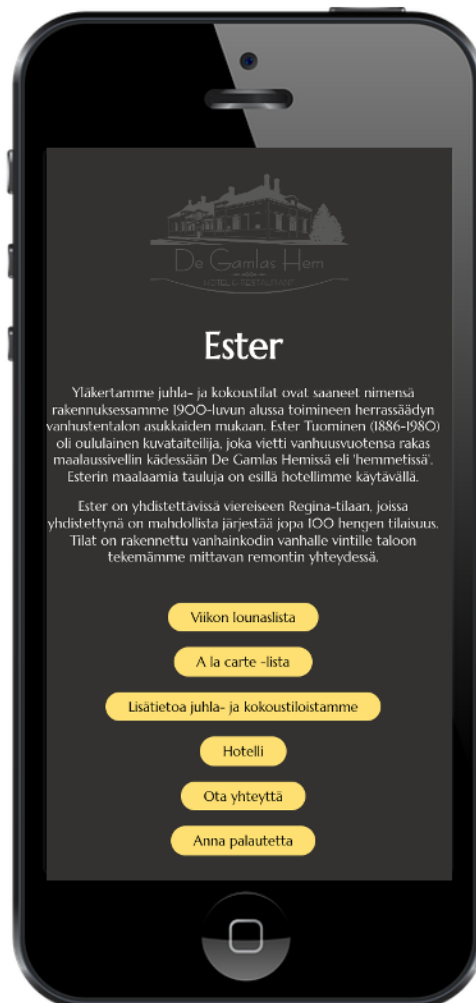 De Gamlas Hem
HOTEL & RESTAURANT
Ester
Yläkertamme juhla- ja kokoustilat ovat saaneet nimensä
rakennuksessamme 1900-luvun alussa toimineen herrassäädyn
vanhustentalon asukkaiden mukaan. Ester Tuominen (1886-1980)
oli oululainen kuvataiteilija, joka vietti vanhuusvuotensa rakas
maalaussivellin kädessään De Gamlas Hemissä eli 'hemmetissä'.
Esterin maalaamia tauluja on esillä hotellimme käytävällä.
Ester on yhdistettävissä viereiseen Regina-tilaan, joissa
yhdistettynä on mahdollista järjestää jopa 100 hengen tilaisuus.
Tilat on rakennettu vanhainkodin vanhalle vintille taloon
tekemämme mittavan remontin yhteydessä.
Viikon lounaslista
A la carte -lista
Lisätietoa juhla- ja kokoustiloistamme
Hotelli
Ota yhteyttä
Anna palautetta